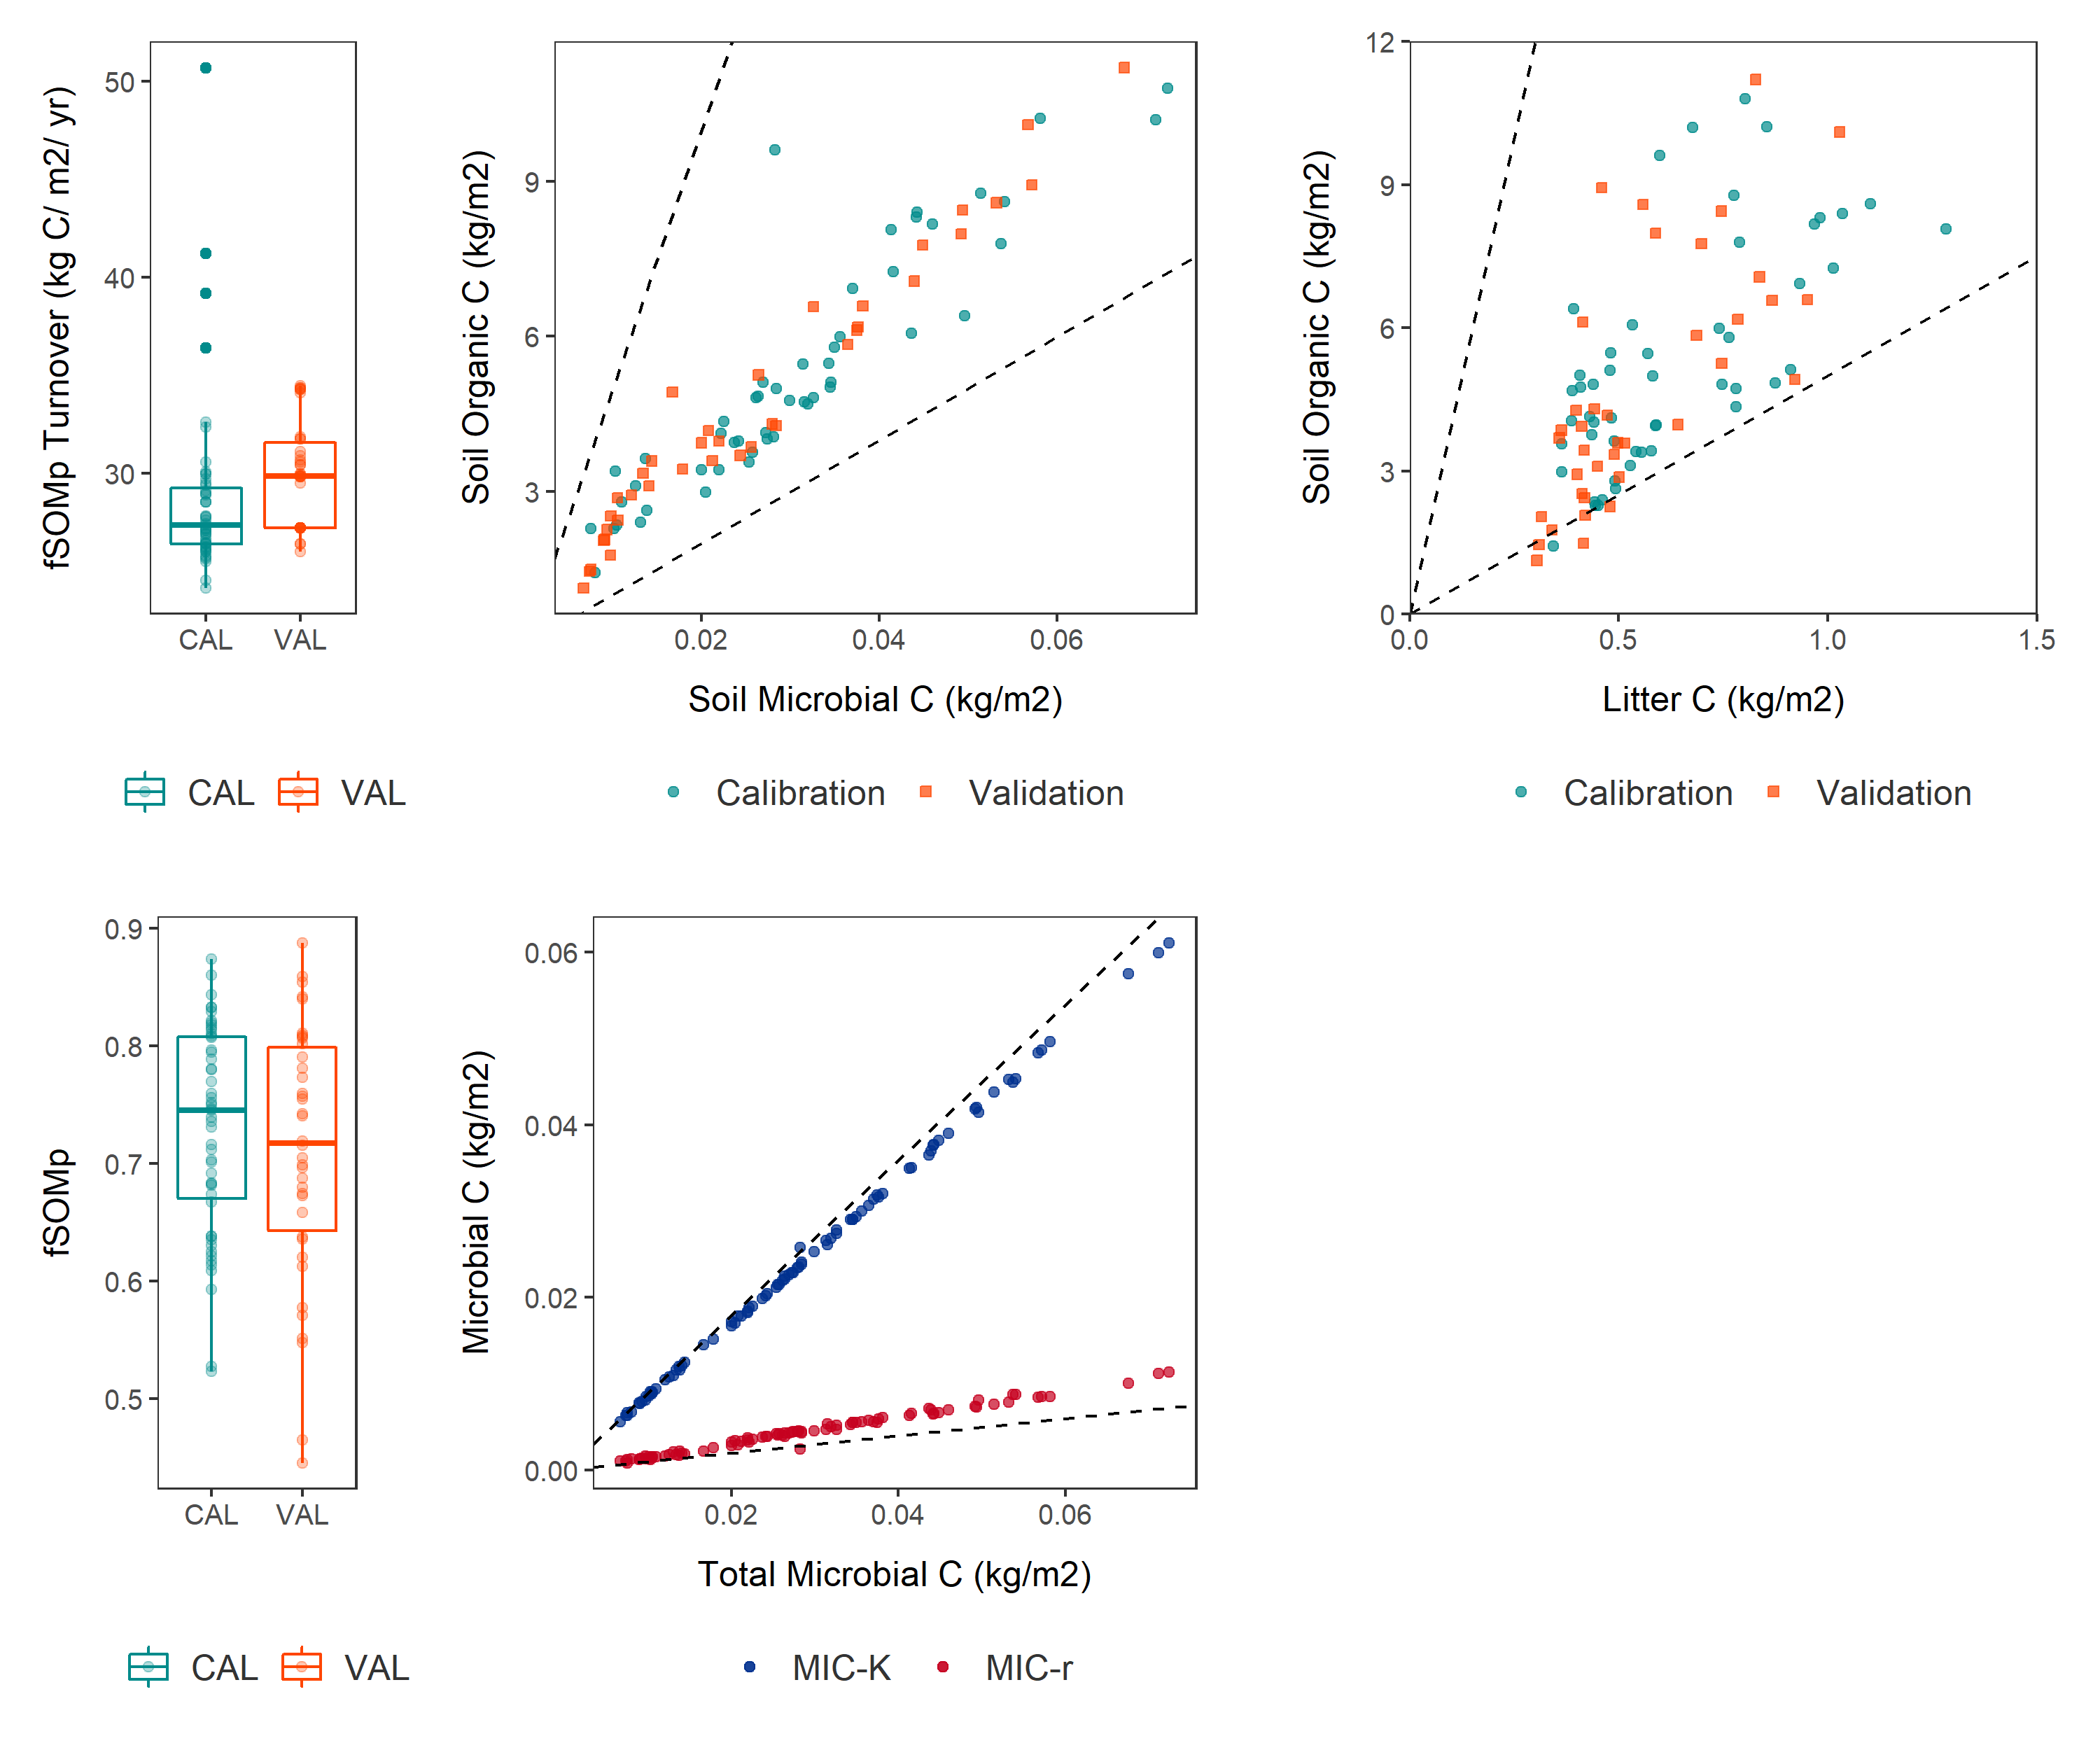 fSOMp Turnover (kg C/ m2/ yr)
50
40
30
CAL VAL
CAL VAL
Soil Organic C (kg/m2)
9
6
3
0.02 0.04 0.06
Soil Microbial C (kg/m2)
Calibration Validation
Soil Organic C (kg/m2)
12
9
6
3
0
0.0 0.5 1.0 1.5
Litter C (kg/m2)
Calibration Validation
fSOMp
0.9
0.8
0.7
0.6
0.5
CAL VAL
CAL VAL
Microbial C (kg/m2)
0.06
0.04
0.02
0.00
0.02 0.04 0.06
Total Microbial C (kg/m2)
MIC-K MIC-r